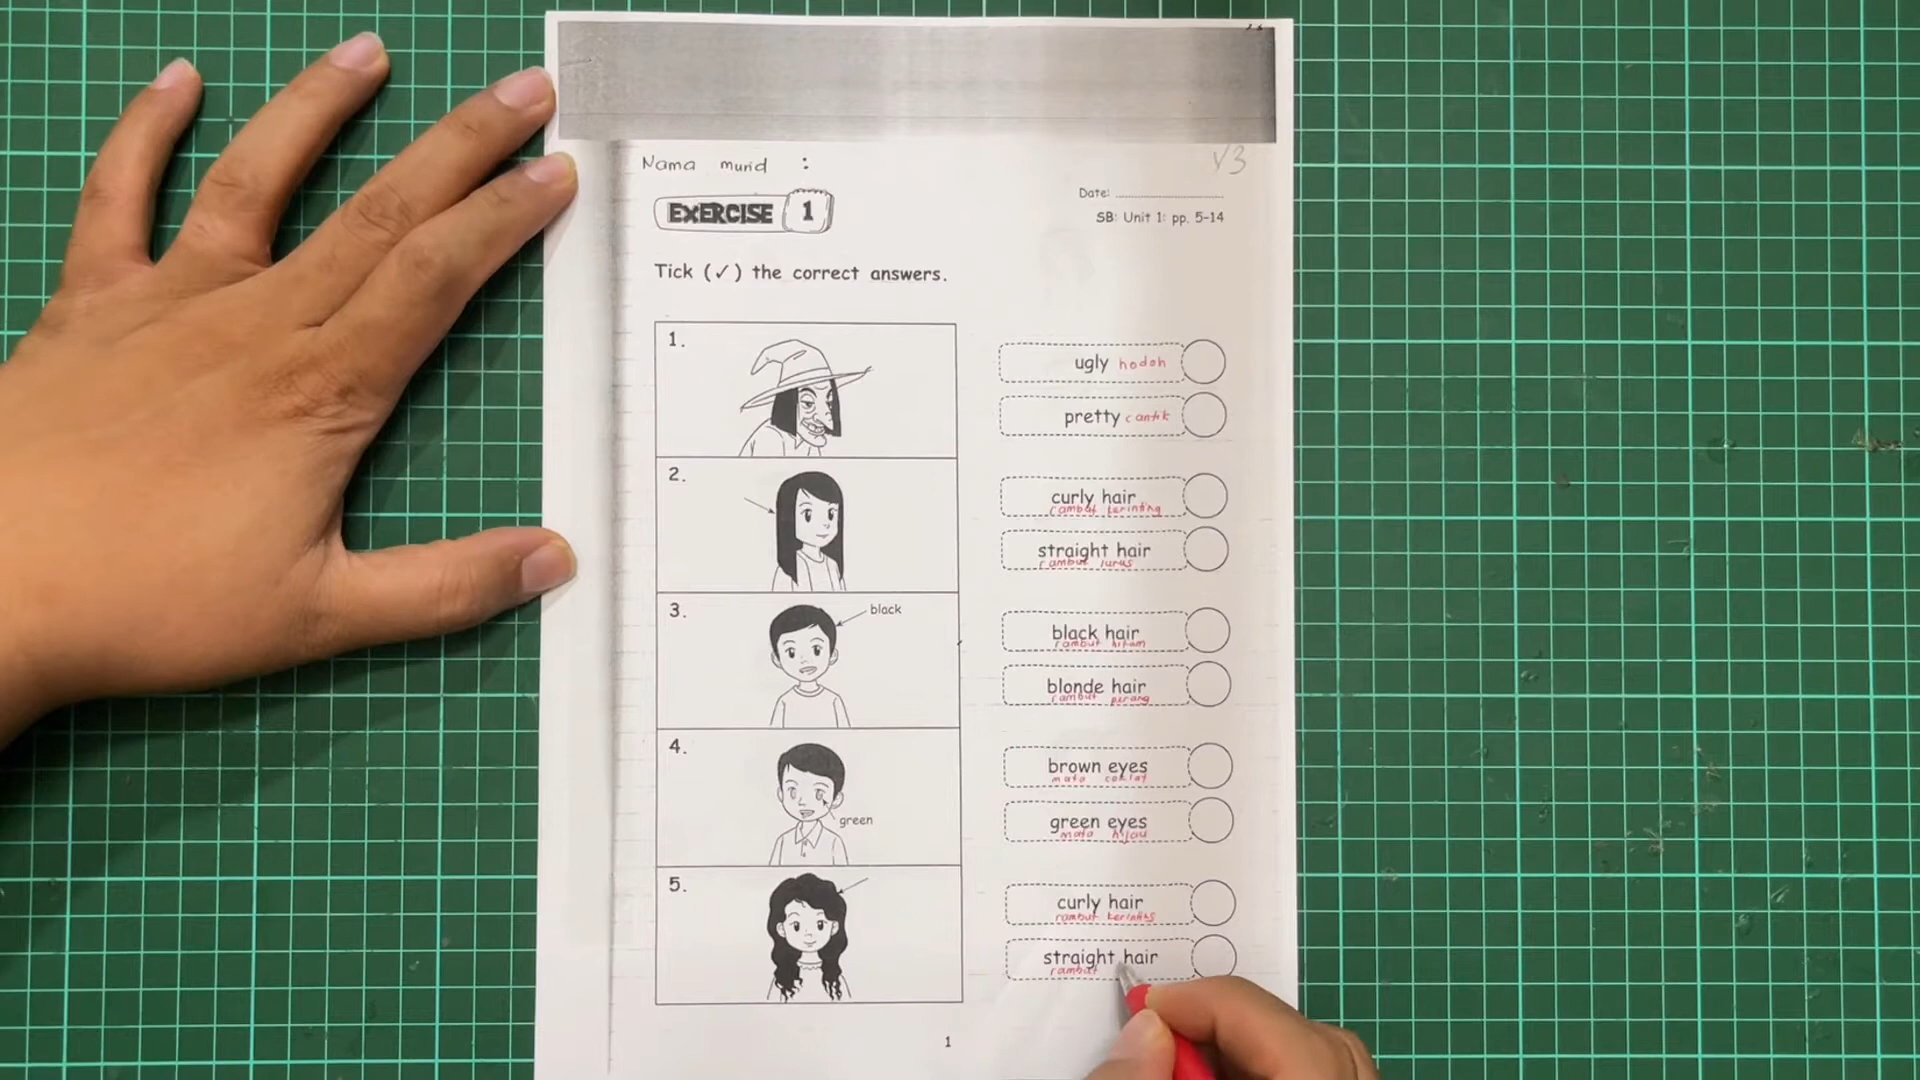 Nama murid :
Y3
EXERCISE 1
Date:
SB: Unit 1: pp. 5-14
Tick (✓) the correct answers.
1.
ugly hodoh
pretty cantik
2.
curly hair
rambut kerinting
straight hair
rambut lurus
3.
black
black hair
rambut hitam
blonde hair
rambut perang
4.
green
brown eyes
mata coklat
green eyes
mata hijau
5.
curly hair
rambut kerinting
straight hair
rambut
1